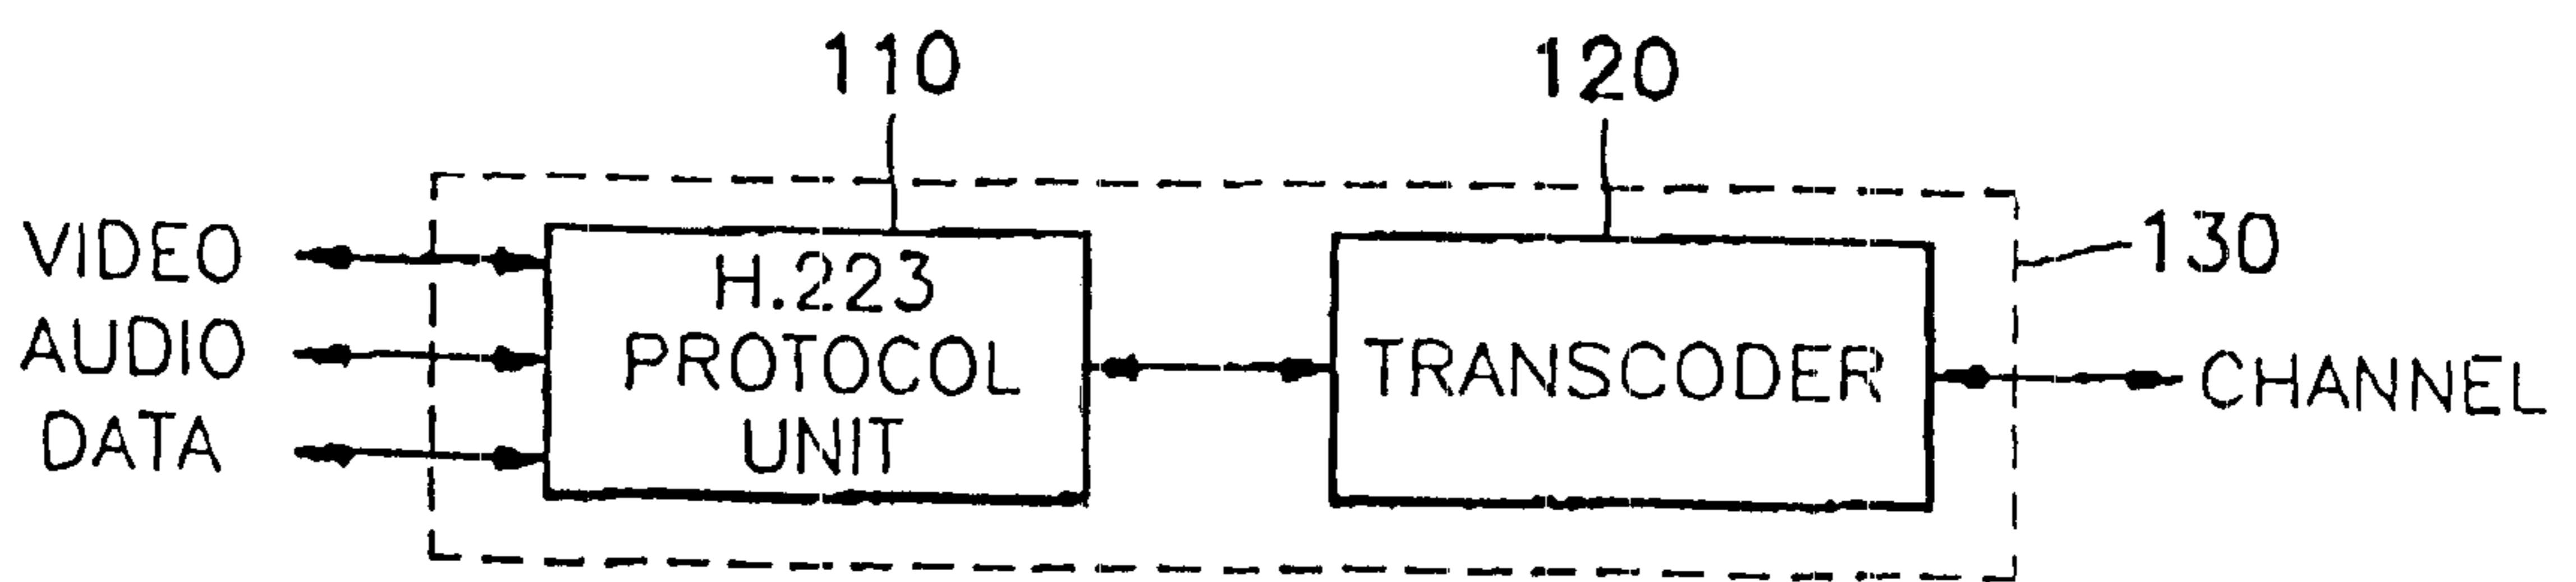 110
120
130
VIDEO
AUDIO
DATA
H.223
PROTOCOL
UNIT
TRANSCODER
CHANNEL